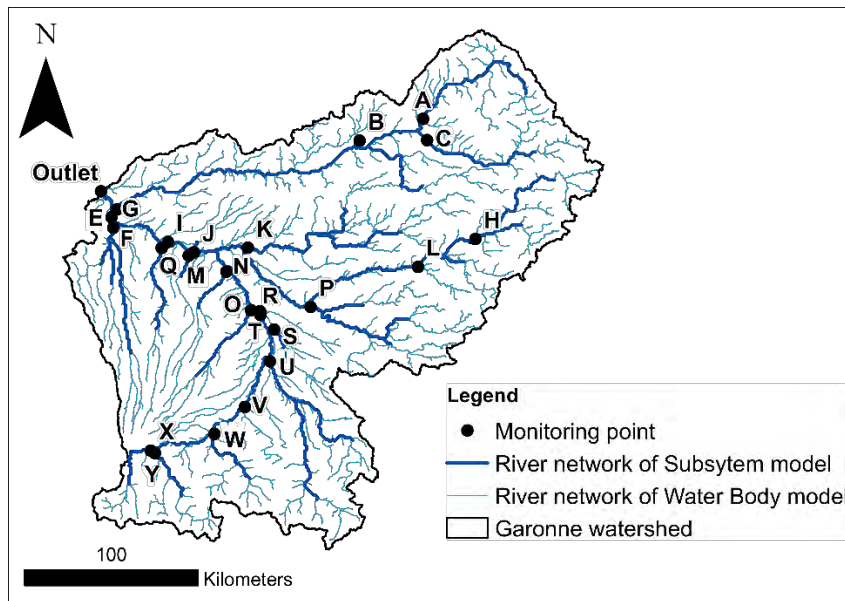 N
A
B
C
Outlet
G
E
F
I
J
K
H
L
Q
M
N
P
O
R
T
S
U
V
W
X
Y
Legend
Monitoring point
River network of Subsytem model
River network of Water Body model
Garonne watershed
100
Kilometers